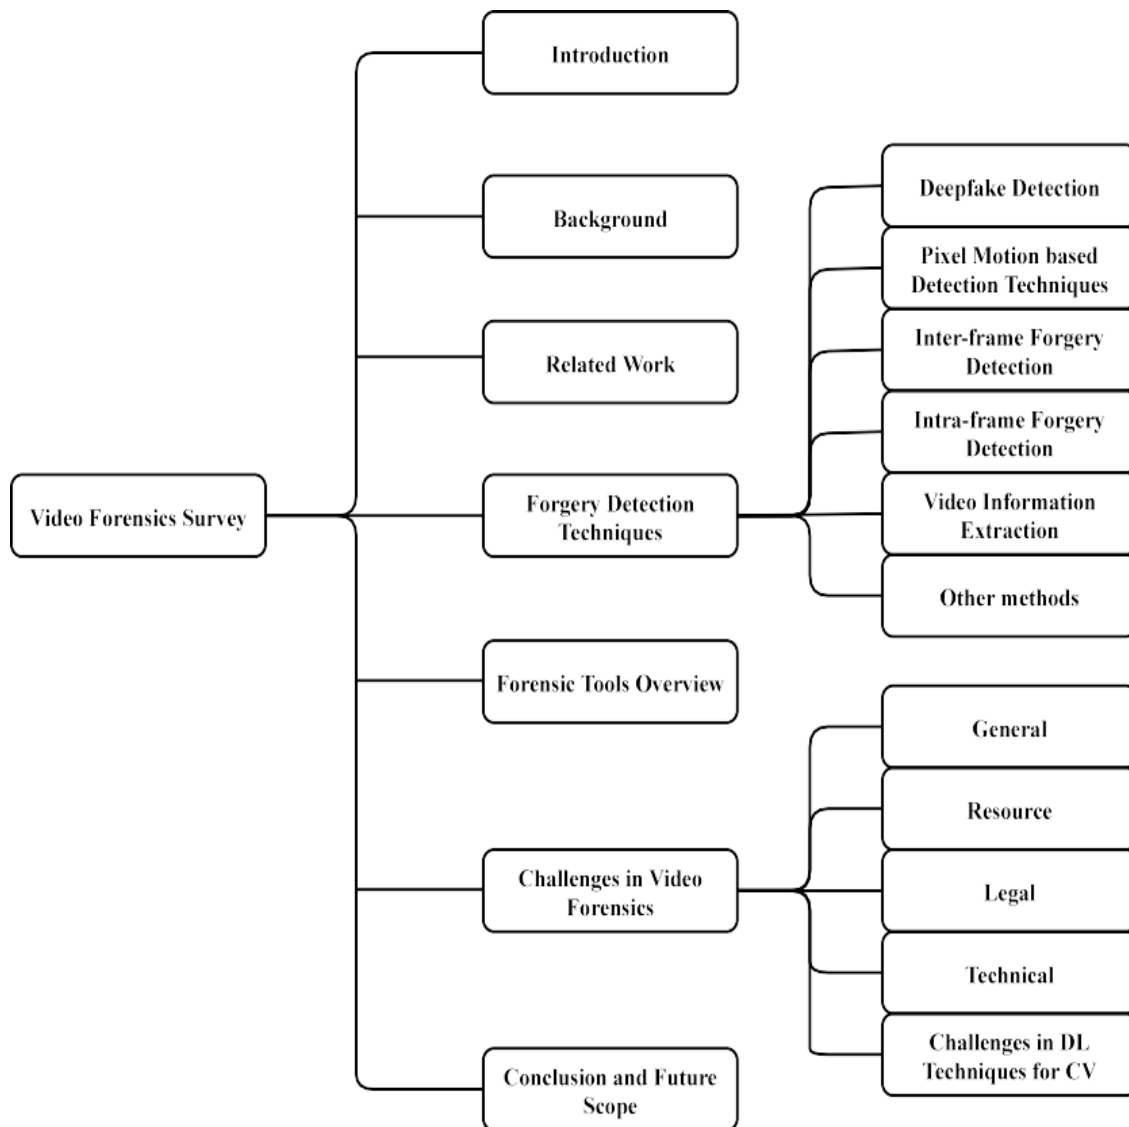 Video Forensics Survey
Introduction
Background
Related Work
Forgery Detection
Techniques
Deepfake Detection
Pixel Motion based
Detection Techniques
Inter-frame Forgery
Detection
Intra-frame Forgery
Detection
Video Information
Extraction
Other methods
Forensic Tools Overview
Challenges in Video
Forensics
General
Resource
Legal
Technical
Challenges in DL
Techniques for CV
Conclusion and Future
Scope